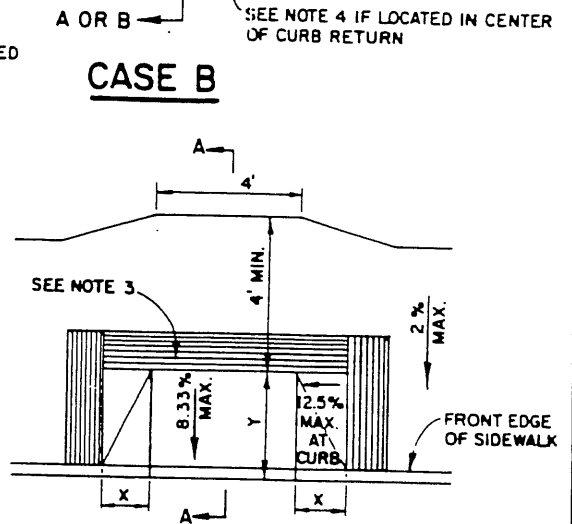 A OR B
SEE NOTE 4 IF LOCATED IN CENTER
OF CURB RETURN
ED
CASE B
A
4'
4' MIN.
SEE NOTE 3
2%
MAX.
8.33%
MAX.
Y
12.5%
MAX.
AT
CURB
FRONT EDGE
OF SIDEWALK
X
X
A